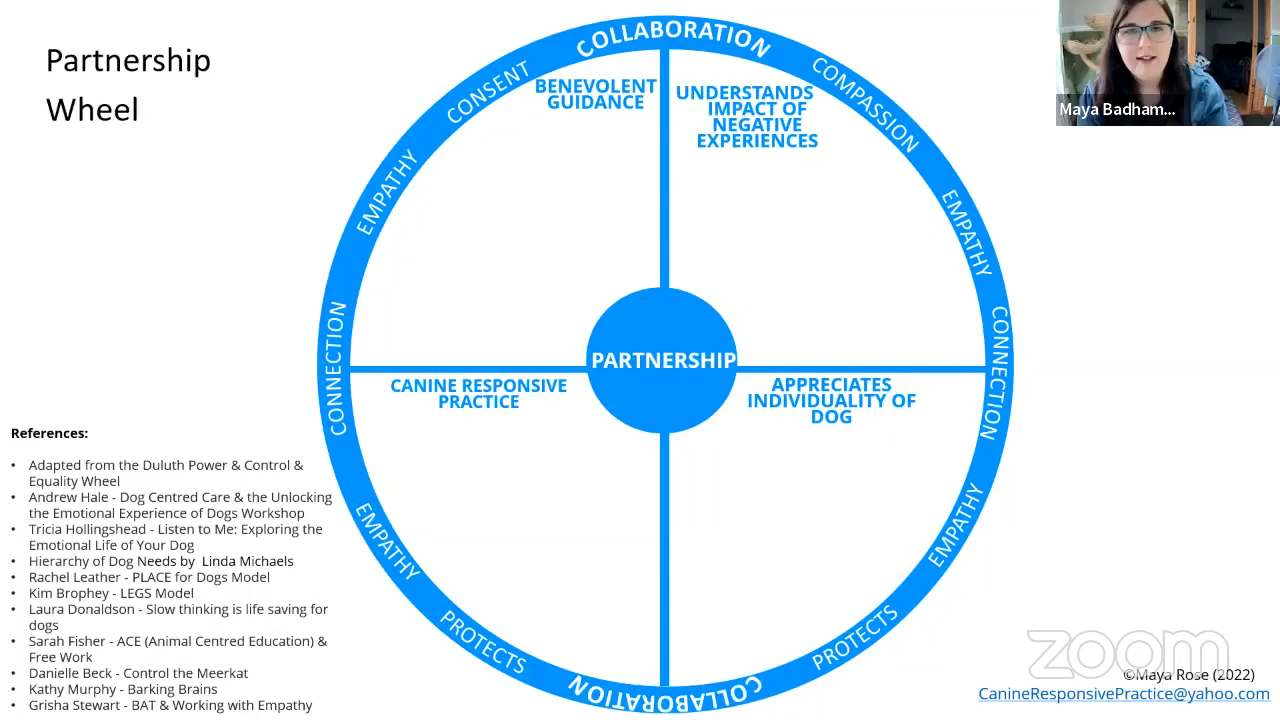 Partnership
Wheel
COLLABORATION
CONSENT
COMPASSION
EMPATHY
EMPATHY
CONNECTION
CONNECTION
EMPATHY
EMPATHY
PROTECTS
PROTECTS
COLLABORATION
BENEVOLENT
GUIDANCE
UNDERSTANDS
IMPACT OF
NEGATIVE
EXPERIENCES
PARTNERSHIP
CANINE RESPONSIVE
PRACTICE
APPRECIATES
INDIVIDUALITY OF
DOG
Maya Badham...
References:
• Adapted from the Duluth Power & Control &
Equality Wheel
• Andrew Hale - Dog Centred Care & the Unlocking
the Emotional Experience of Dogs Workshop
• Tricia Hollingshead - Listen to Me: Exploring the
Emotional Life of Your Dog
• Hierarchy of Dog Needs by Linda Michaels
• Rachel Leather - PLACE for Dogs Model
• Kim Brophey - LEGS Model
• Laura Donaldson - Slow thinking is life saving for
dogs
• Sarah Fisher - ACE (Animal Centred Education) &
Free Work
• Danielle Beck - Control the Meerkat
• Kathy Murphy - Barking Brains
• Grisha Stewart - BAT & Working with Empathy
zoom
©Maya Rose (2022)
CanineResponsivePractice@yahoo.com